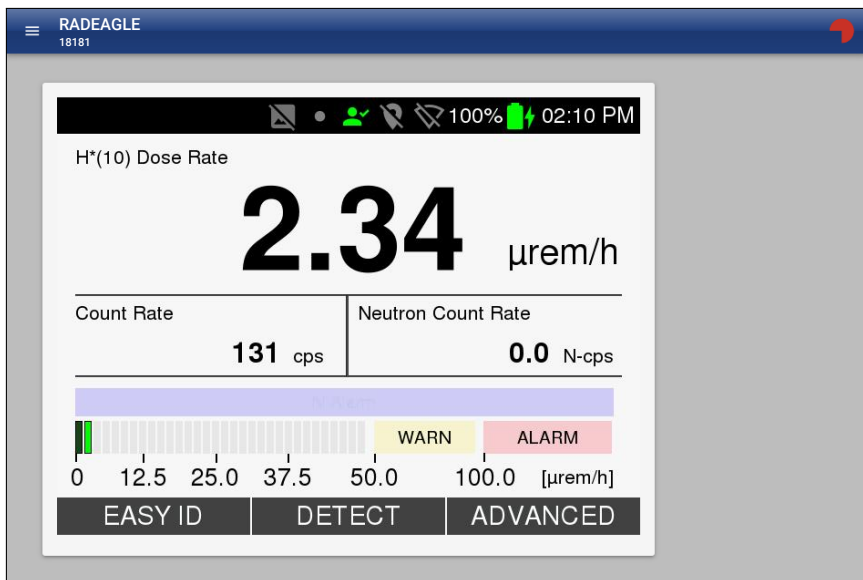 RADEAGLE
18181
100% 02:10 PM
H*(10) Dose Rate
2.34 µrem/h
Count Rate
131 cps
Neutron Count Rate
0.0 N-cps
WARN ALARM
0 12.5 25.0 37.5 50.0 100.0 [µrem/h]
EASY ID DETECT ADVANCED